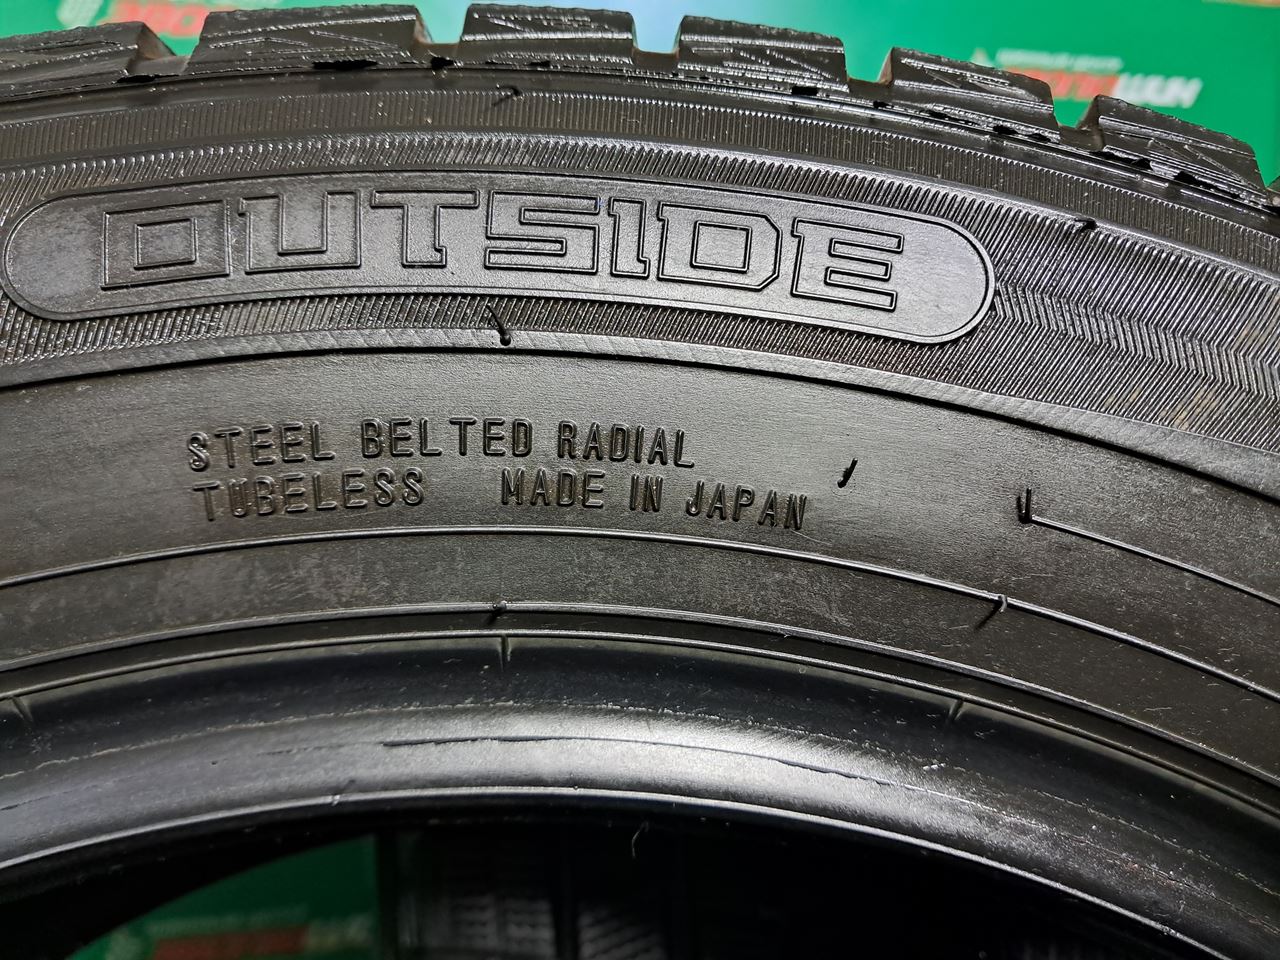 OUTSIDE
STEEL BELTED RADIAL
TUBELESS MADE IN JAPAN